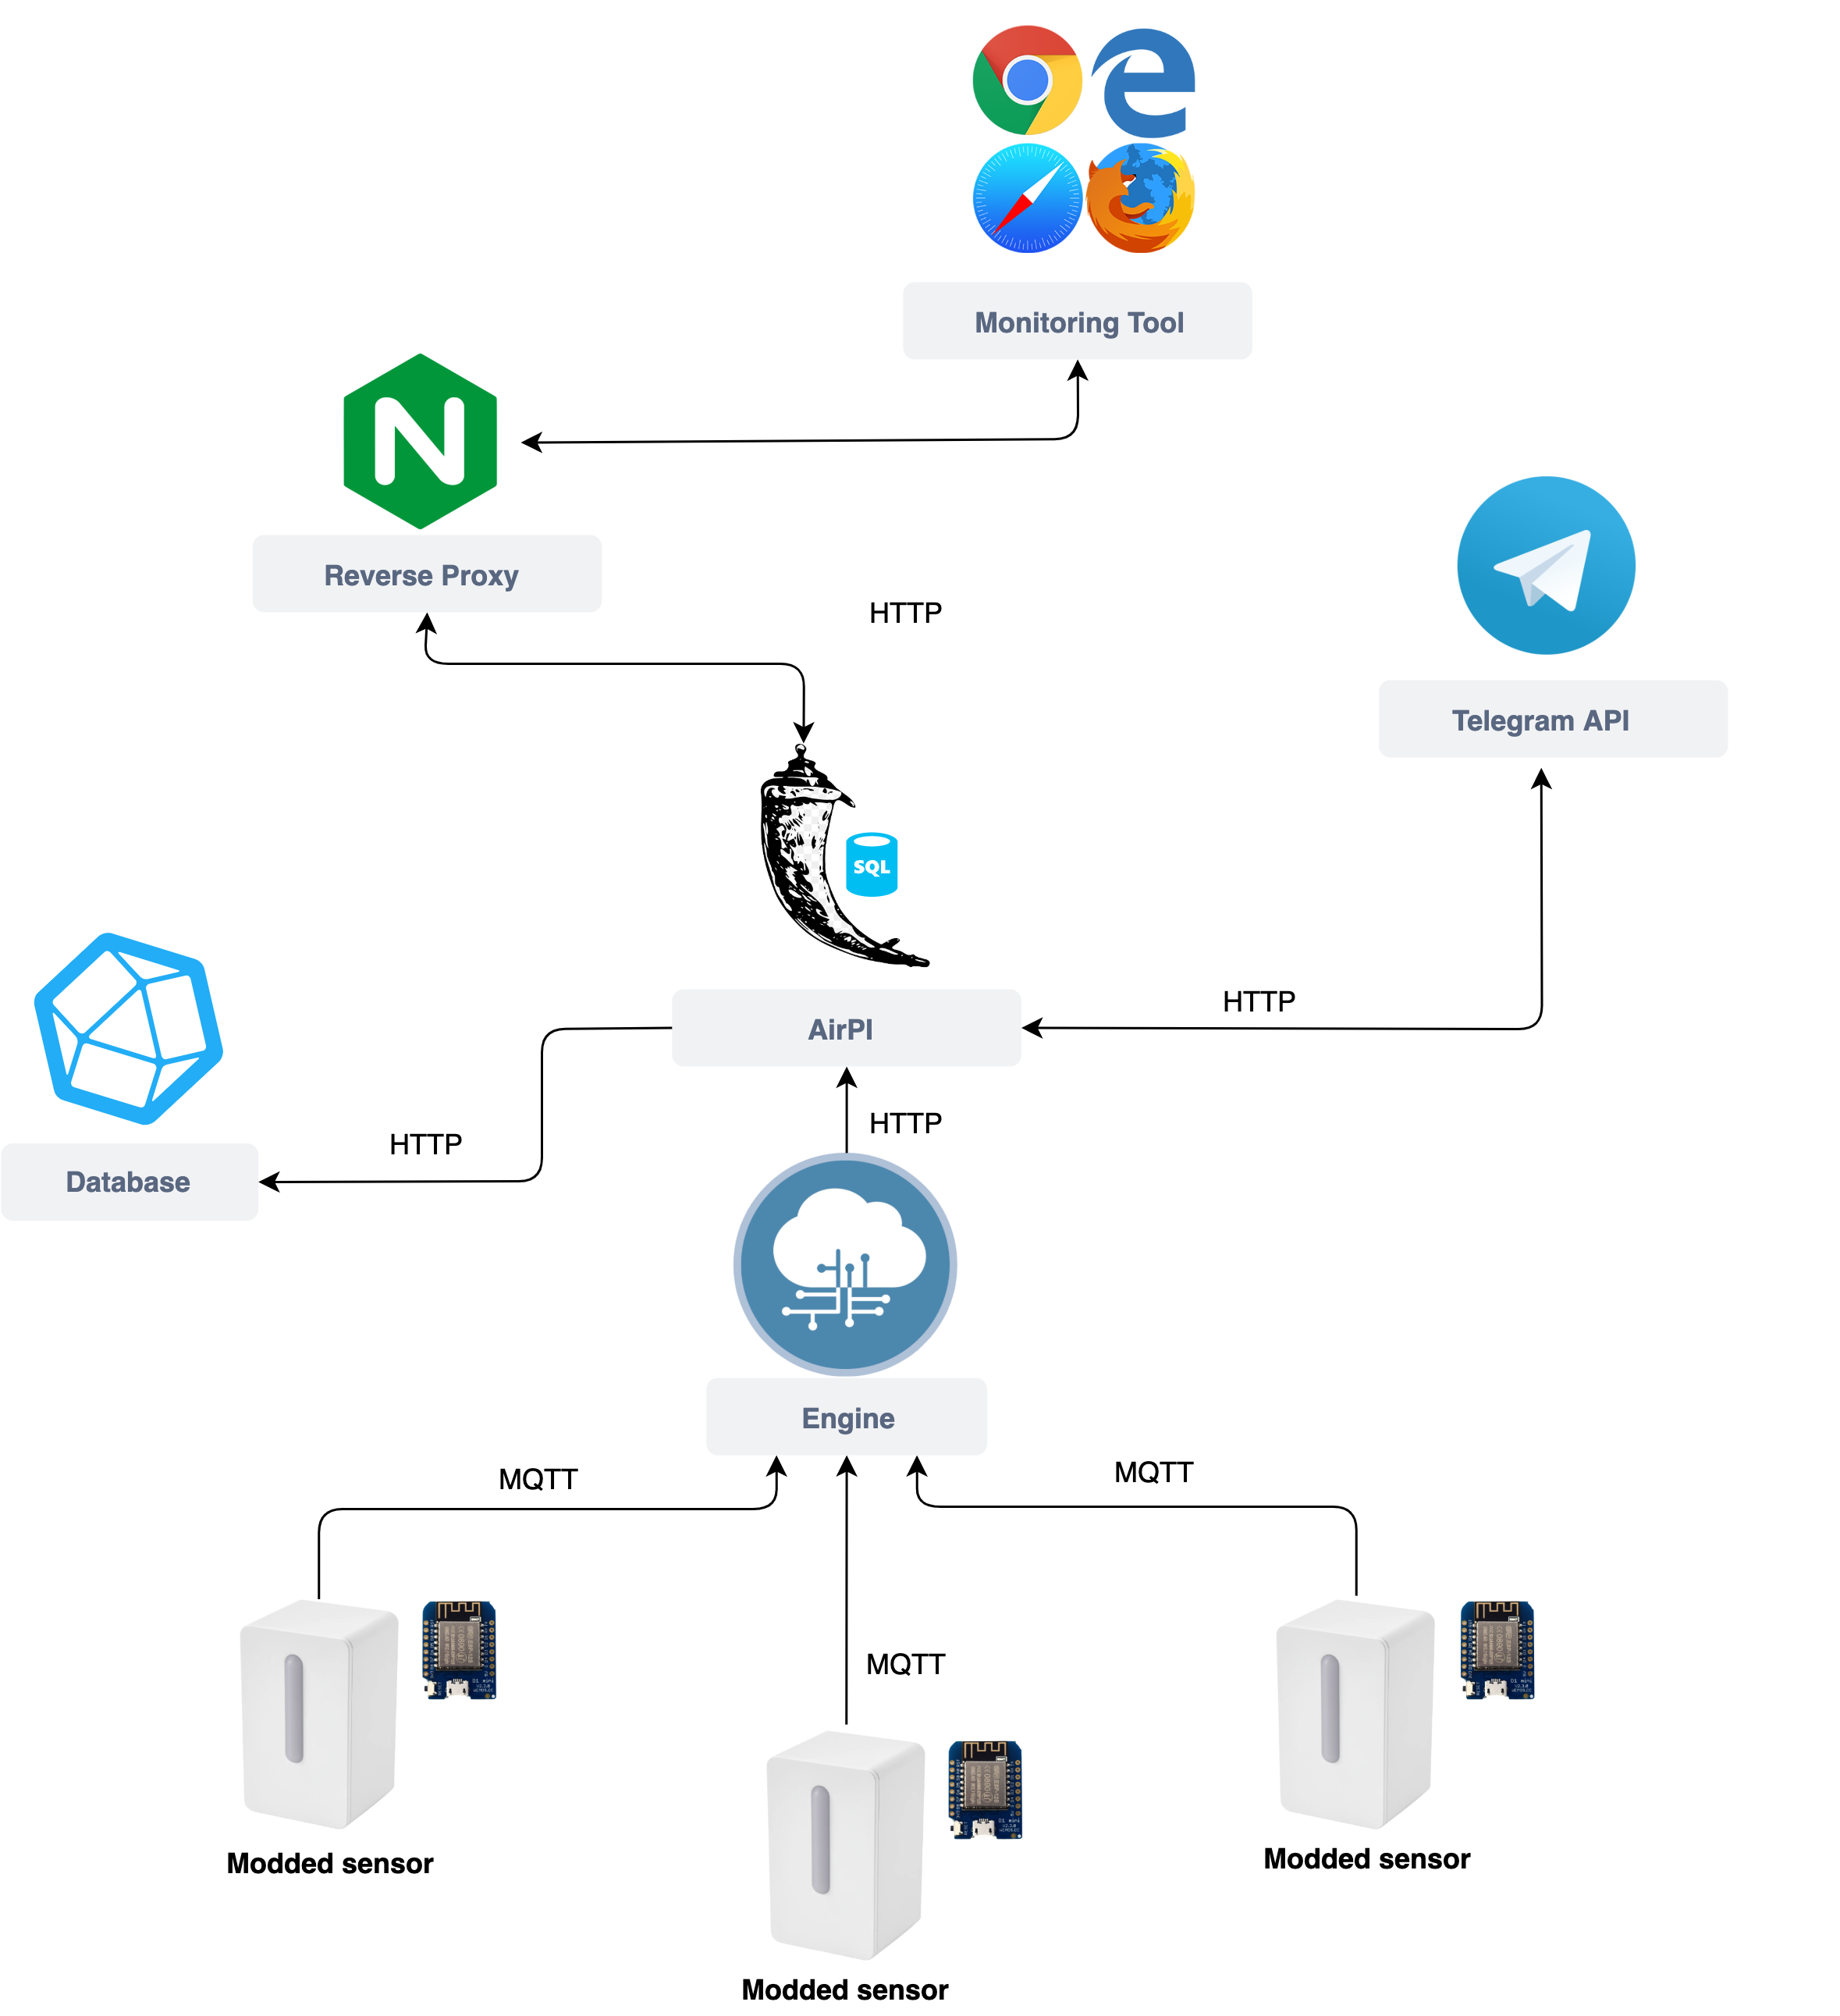 Monitoring Tool
Reverse Proxy
HTTP
Telegram API
SQL
HTTP
AirPI
HTTP
HTTP
Database
Engine
MQTT
MQTT
MQTT
Modded sensor
Modded sensor
Modded sensor